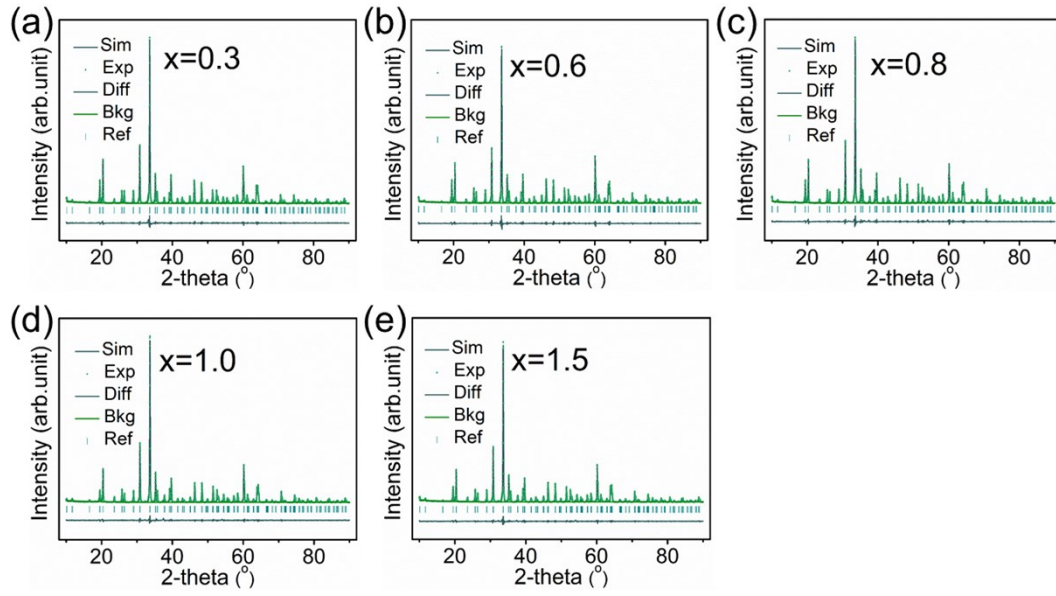 (a)
x=0.3
Sim
Exp
Diff
Bkg
Ref
Intensity (arb.unit)
20 40 60 80
2-theta (°)
(b)
x=0.6
Sim
Exp
Diff
Bkg
Ref
Intensity (arb.unit)
20 40 60 80
2-theta (°)
(c)
x=0.8
Sim
Exp
Diff
Bkg
Ref
Intensity (arb.unit)
20 40 60 80
2-theta (°)
(d)
x=1.0
Sim
Exp
Diff
Bkg
Ref
Intensity (arb.unit)
20 40 60 80
2-theta (°)
(e)
x=1.5
Sim
Exp
Diff
Bkg
Ref
Intensity (arb.unit)
20 40 60 80
2-theta (°)